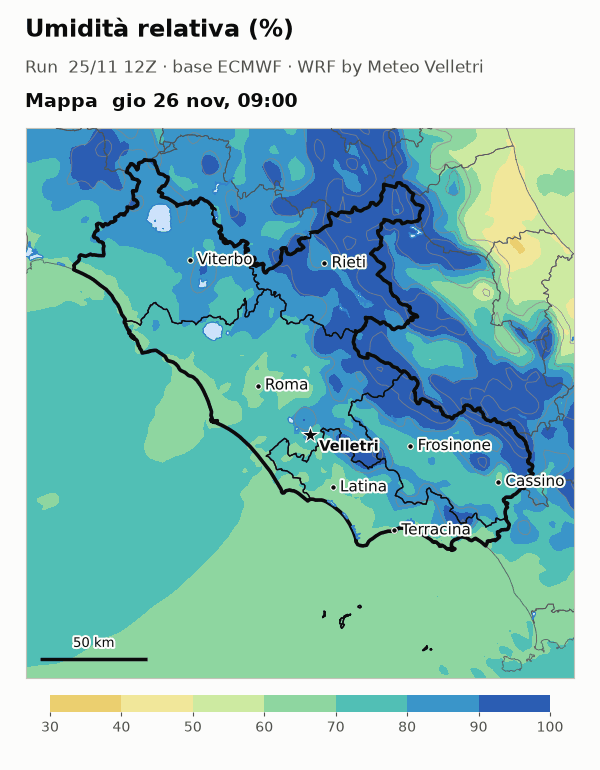 Umidità relativa (%)
Run  25/11 12Z · base ECMWF · WRF by Meteo Velletri
Mappa  gio 26 nov, 09:00
Viterbo
Rieti
Roma
Velletri
Frosinone
Cassino
Latina
Terracina
50 km
30 40 50 60 70 80 90 100